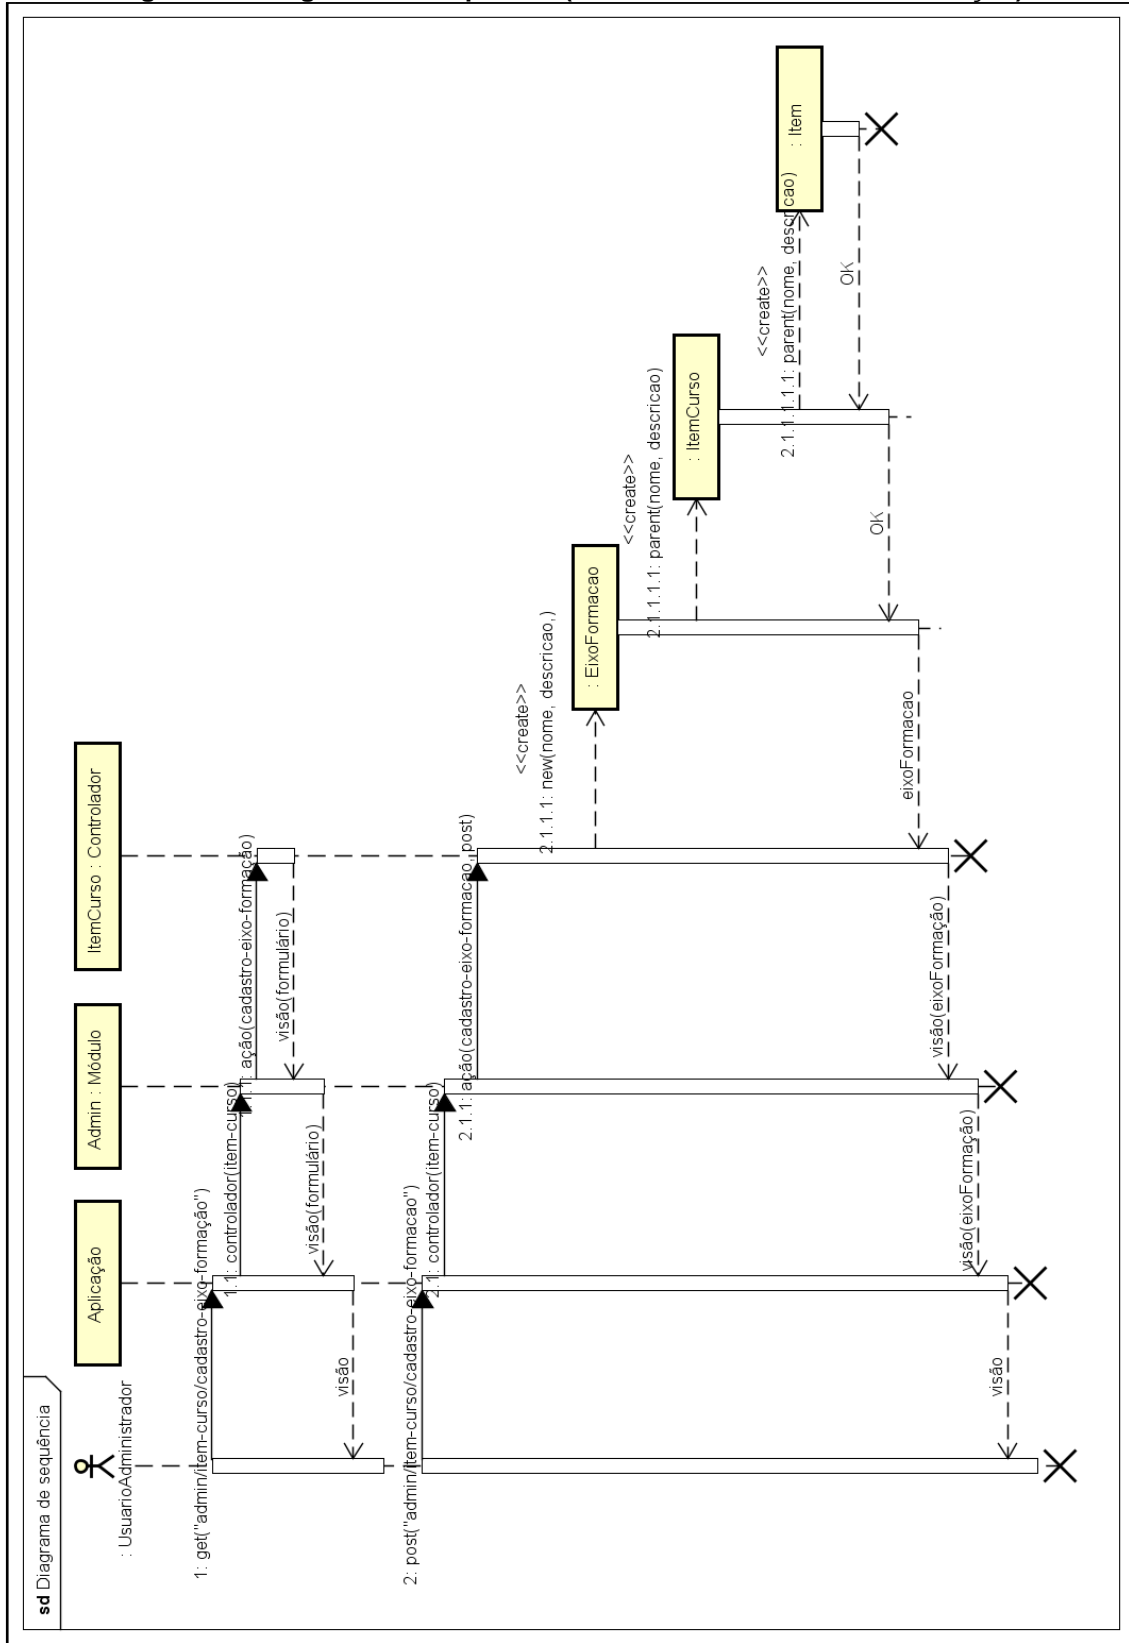 sd Diagrama de sequência
: UsuarioAdministrador
Aplicação
Admin : Módulo
ItemCurso : Controlador
1: get("admin/item-curso/cadastro-eixo-formação")
1.1: controlador(item-curso)
1.1.1: ação(cadastro-eixo-formação)
visão(formulário)
visão(formulário)
visão
2: post("admin/item-curso/cadastro-eixo-formacao")
2.1: controlador(item-curso)
2.1.1: ação(cadastro-eixo-formacao, post)
<<create>>
2.1.1.1: new(nome, descricao,)
: EixoFormacao
<<create>>
2.1.1.1.1: parent(nome, descricao)
: ItemCurso
<<create>>
2.1.1.1.1.1: parent(nome, descricao)
: Item
OK
OK
eixoFormacao
visão(eixoFormação)
visão(eixoFormação)
visão